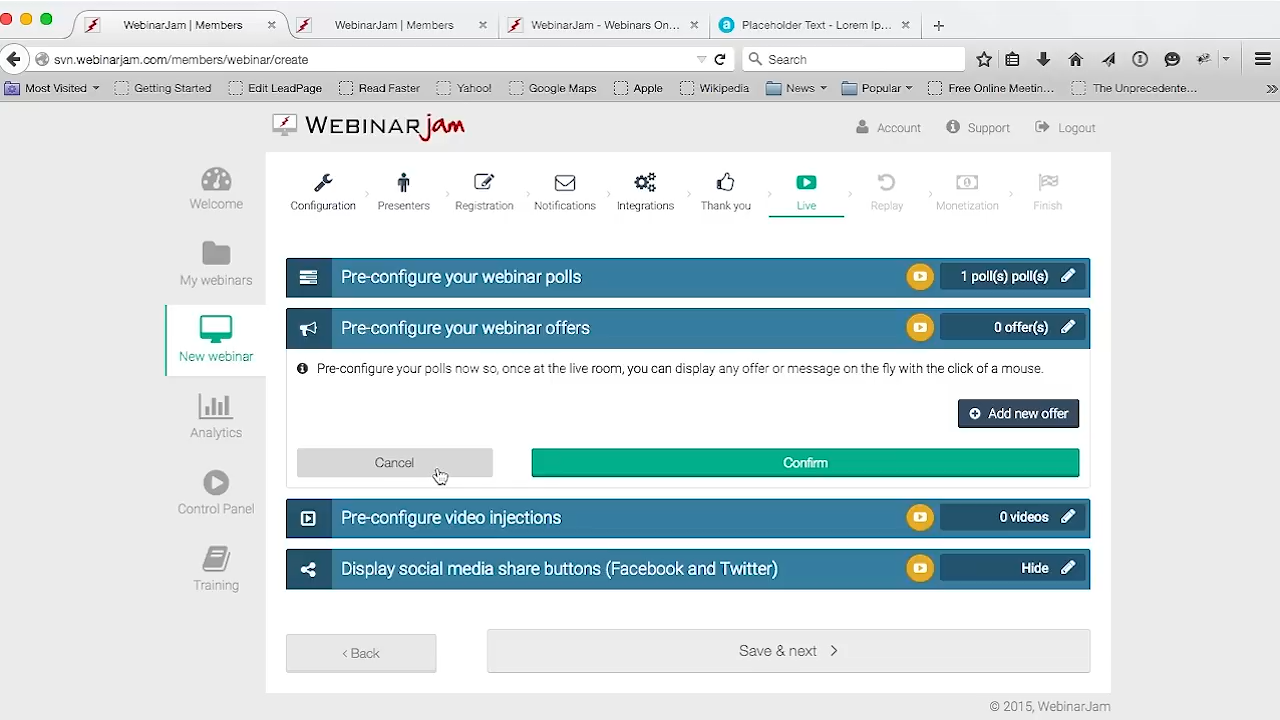 WebinarJam | Members
WebinarJam | Members
WebinarJam - Webinars On...
Placeholder Text - Lorem Ips...
svn.webinarjam.com/members/webinar/create
Search
Most Visited
Getting Started
Edit LeadPage
Read Faster
Yahoo!
Google Maps
Apple
Wikipedia
News
Popular
Free Online Meetin...
The Unprecedente...
WEBINARjam
Account
Support
Logout
Welcome
My webinars
New webinar
Analytics
Control Panel
Training
Configuration
Presenters
Registration
Notifications
Integrations
Thank you
Live
Replay
Monetization
Finish
Pre-configure your webinar polls
1 poll(s) poll(s)
Pre-configure your webinar offers
0 offer(s)
Pre-configure your polls now so, once at the live room, you can display any offer or message on the fly with the click of a mouse.
Add new offer
Cancel
Confirm
Pre-configure video injections
0 videos
Display social media share buttons (Facebook and Twitter)
Hide
‹ Back
Save & next
© 2015, WebinarJam